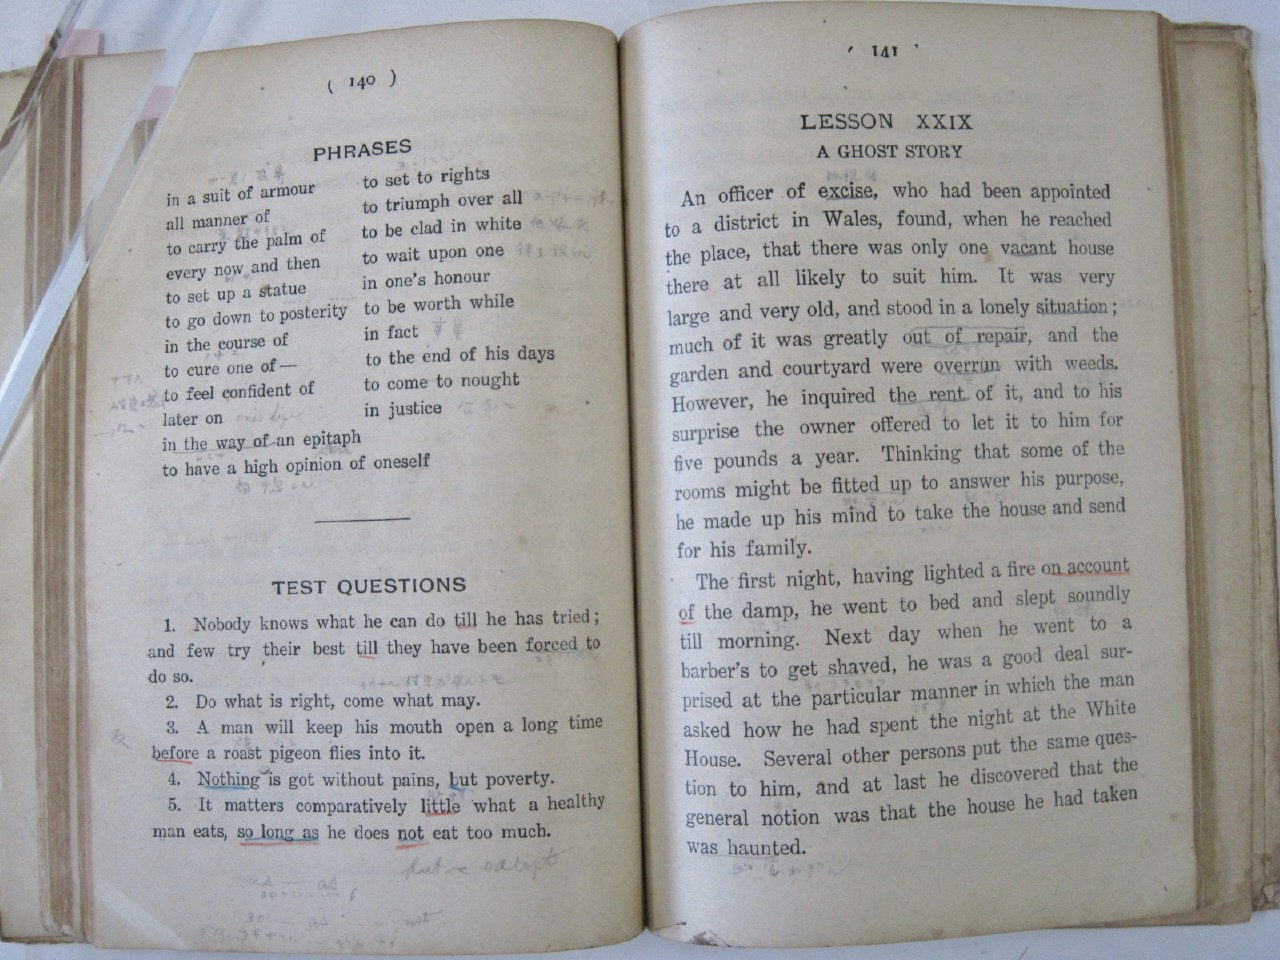 ( 140 )
PHRASES
in a suit of armour
all manner of
to carry the palm of
every now and then
to set up a statue
to go down to posterity
in the course of
to cure one of—
to feel confident of
later on
in the way of an epitaph
to have a high opinion of oneself
to set to rights
to triumph over all
to be clad in white
to wait upon one
in one's honour
to be worth while
in fact
to the end of his days
to come to nought
in justice
TEST QUESTIONS
1. Nobody knows what he can do till he has tried;
and few try their best till they have been forced to
do so.
2. Do what is right, come what may.
3. A man will keep his mouth open a long time
before a roast pigeon flies into it.
4. Nothing is got without pains, but poverty.
5. It matters comparatively little what a healthy
man eats, so long as he does not eat too much.
141
LESSON XXIX
A GHOST STORY
An officer of excise, who had been appointed
to a district in Wales, found, when he reached
the place, that there was only one vacant house
there at all likely to suit him. It was very
large and very old, and stood in a lonely situation;
much of it was greatly out of repair, and the
garden and courtyard were overrun with weeds.
However, he inquired the rent of it, and to his
surprise the owner offered to let it to him for
five pounds a year. Thinking that some of the
rooms might be fitted up to answer his purpose,
he made up his mind to take the house and send
for his family.
The first night, having lighted a fire on account
of the damp, he went to bed and slept soundly
till morning. Next day when he went to a
barber's to get shaved, he was a good deal sur-
prised at the particular manner in which the man
asked how he had spent the night at the White
House. Several other persons put the same ques-
tion to him, and at last he discovered that the
general notion was that the house he had taken
was haunted.